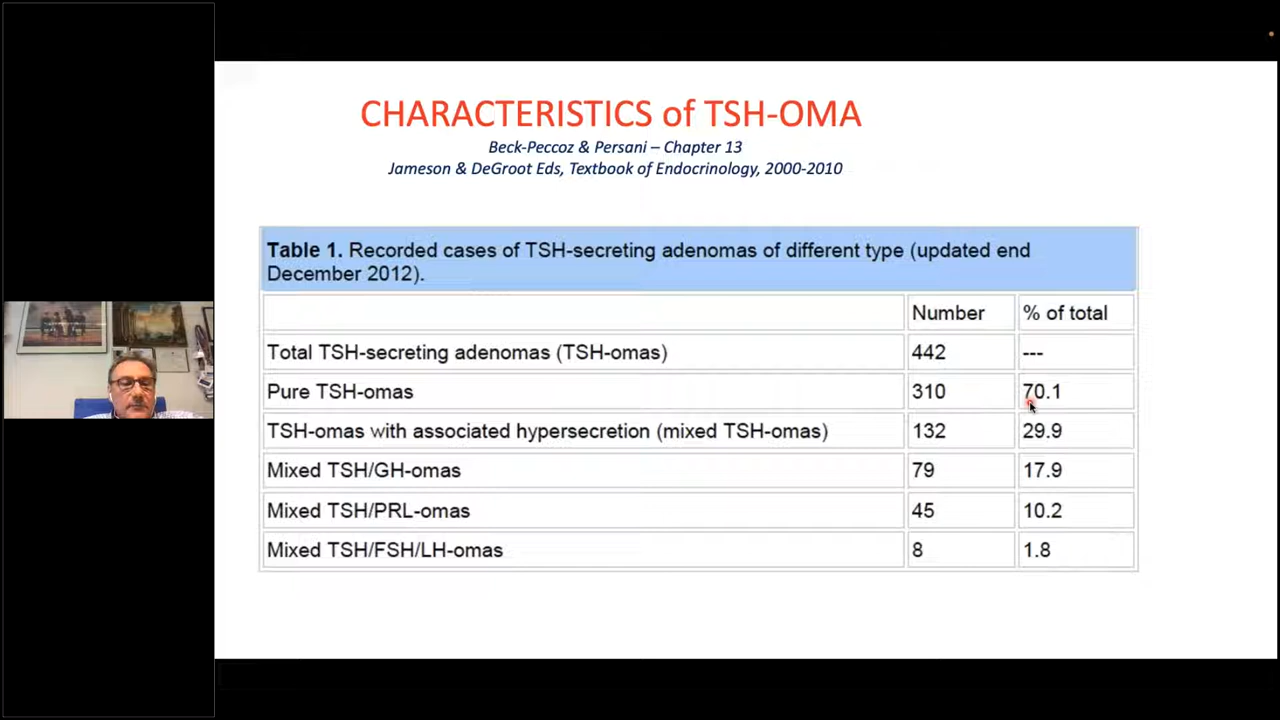 CHARACTERISTICS of TSH-OMA
Beck-Peccoz & Persani – Chapter 13
Jameson & DeGroot Eds, Textbook of Endocrinology, 2000-2010
Table 1. Recorded cases of TSH-secreting adenomas of different type (updated end
December 2012).
Number % of total
Total TSH-secreting adenomas (TSH-omas) 442 ---
Pure TSH-omas 310 70.1
TSH-omas with associated hypersecretion (mixed TSH-omas) 132 29.9
Mixed TSH/GH-omas 79 17.9
Mixed TSH/PRL-omas 45 10.2
Mixed TSH/FSH/LH-omas 8 1.8